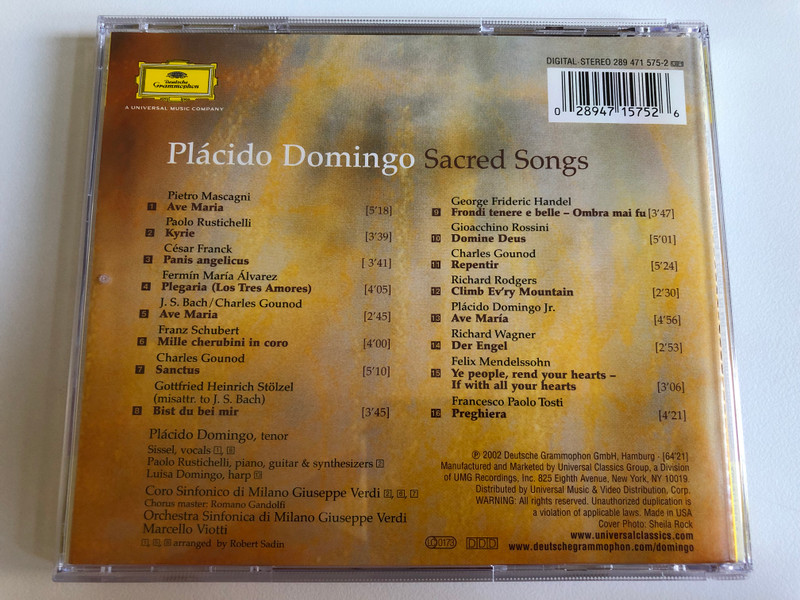 Deutsche
Grammophon
A UNIVERSAL MUSIC COMPANY
DIGITAL STEREO 289 471 575-2
0 28947 15752 6
Plácido Domingo Sacred Songs
Pietro Mascagni
1 Ave Maria [5'18]
Paolo Rustichelli
2 Kyrie [3'39]
César Franck
3 Panis angelicus [ 3'41]
Fermín María Álvarez
4 Plegaria (Los Tres Amores) [4'05]
J. S. Bach/Charles Gounod
5 Ave Maria [2'45]
Franz Schubert
6 Mille cherubini in coro [4'00]
Charles Gounod
7 Sanctus [5'10]
Gottfried Heinrich Stölzel
(misattr. to J. S. Bach)
8 Bist du bei mir [3'45]
George Frideric Handel
9 Frondi tenere e belle – Ombra mai fu [3'47]
Gioacchino Rossini
10 Domine Deus [5'01]
Charles Gounod
11 Repentir [5'24]
Richard Rodgers
12 Climb Ev'ry Mountain [2'30]
Plácido Domingo Jr.
13 Ave María [4'56]
Richard Wagner
14 Der Engel [2'53]
Felix Mendelssohn
15 Ye people, rend your hearts –
If with all your hearts [3'06]
Francesco Paolo Tosti
16 Preghiera [4'21]
Plácido Domingo, tenor
Sissel, vocals
Paolo Rustichelli, piano, guitar & synthesizers 2
Luisa Domingo, harp
Coro Sinfonico di Milano Giuseppe Verdi
Chorus master: Romano Gandolfi
Orchestra Sinfonica di Milano Giuseppe Verdi
Marcello Viotti
arranged by Robert Sadin
℗ 2002 Deutsche Grammophon GmbH, Hamburg · [64'21]
Manufactured and Marketed by Universal Classics Group, a Division
of UMG Recordings, Inc. 825 Eighth Avenue, New York, NY 10019.
Distributed by Universal Music & Video Distribution, Corp.
WARNING: All rights reserved. Unauthorized duplication is
a violation of applicable laws. Made in USA
Cover Photo: Sheila Rock
www.universalclassics.com
LC 0173 DDD www.deutschegrammophon.com/domingo